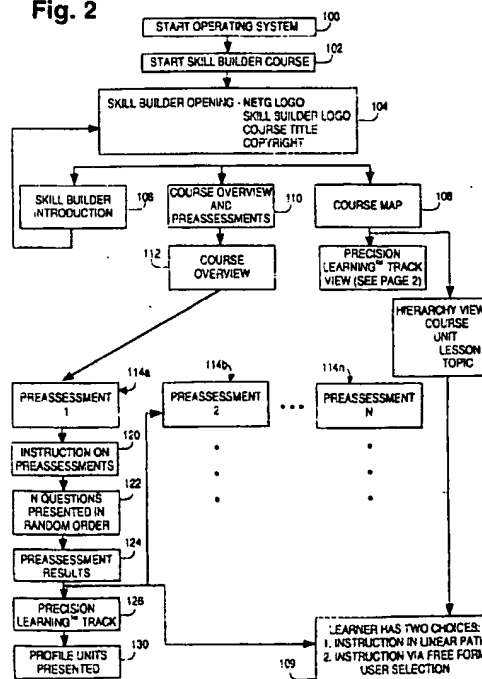 Fig. 2
START OPERATING SYSTEM
100
START SKILL BUILDER COURSE
102
SKILL BUILDER OPENING - NETG LOGO
SKILL BUILDER LOGO
COURSE TITLE
COPYRIGHT
104
SKILL BUILDER
INTRODUCTION
106
COURSE OVERVIEW
AND
PREASSESSMENTS
110
COURSE MAP
108
112
COURSE
OVERVIEW
PRECISION
LEARNING™ TRACK
VIEW (SEE PAGE 2)
HIERARCHY VIEW
COURSE
UNIT
LESSON
TOPIC
PREASSESSMENT
1
114a
114b
PREASSESSMENT
2
• • •
114n
PREASSESSMENT
N
120
INSTRUCTION ON
PREASSESSMENTS
122
N QUESTIONS
PRESENTED IN
RANDOM ORDER
124
PREASSESSMENT
RESULTS
126
PRECISION
LEARNING™ TRACK
130
PROFILE UNITS
PRESENTED
LEARNER HAS TWO CHOICES:
1. INSTRUCTION IN LINEAR PATH
2. INSTRUCTION VIA FREE FORM
USER SELECTION
109